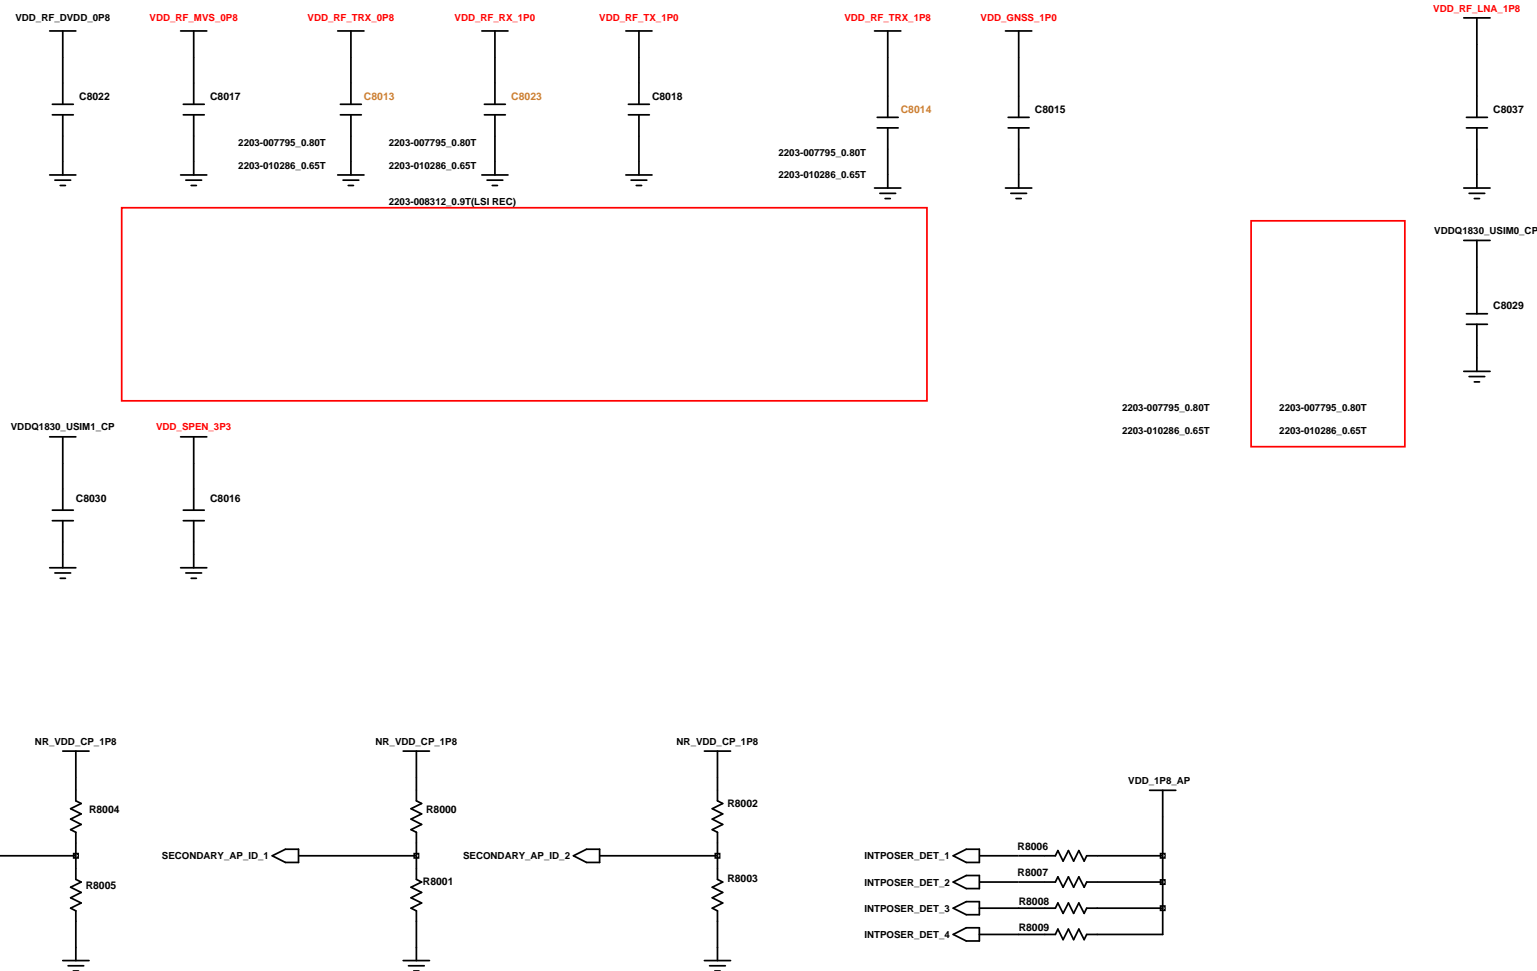 VDD_RF_LNA_1P8
VDD_RF_DVDD_0P8
VDD_RF_MVS_0P8
VDD_RF_TRX_0P8
VDD_RF_RX_1P0
VDD_RF_TX_1P0
VDD_RF_TRX_1P8
VDD_GNSS_1P0
C8022
C8017
C8013
C8023
C8018
C8014
C8015
C8037
2203-007795_0.80T
2203-010286_0.65T
2203-007795_0.80T
2203-010286_0.65T
2203-007795_0.80T
2203-010286_0.65T
2203-008312_0.9T(LSI REC)
VDDQ1830_USIM0_CP
C8029
2203-007795_0.80T
2203-010286_0.65T
2203-007795_0.80T
2203-010286_0.65T
VDDQ1830_USIM1_CP
VDD_SPEN_3P3
C8030
C8016
NR_VDD_CP_1P8
NR_VDD_CP_1P8
NR_VDD_CP_1P8
VDD_1P8_AP
R8004
R8000
R8002
SECONDARY_AP_ID_1
SECONDARY_AP_ID_2
R8005
R8001
R8003
INTPOSER_DET_1
R8006
INTPOSER_DET_2
R8007
INTPOSER_DET_3
R8008
INTPOSER_DET_4
R8009